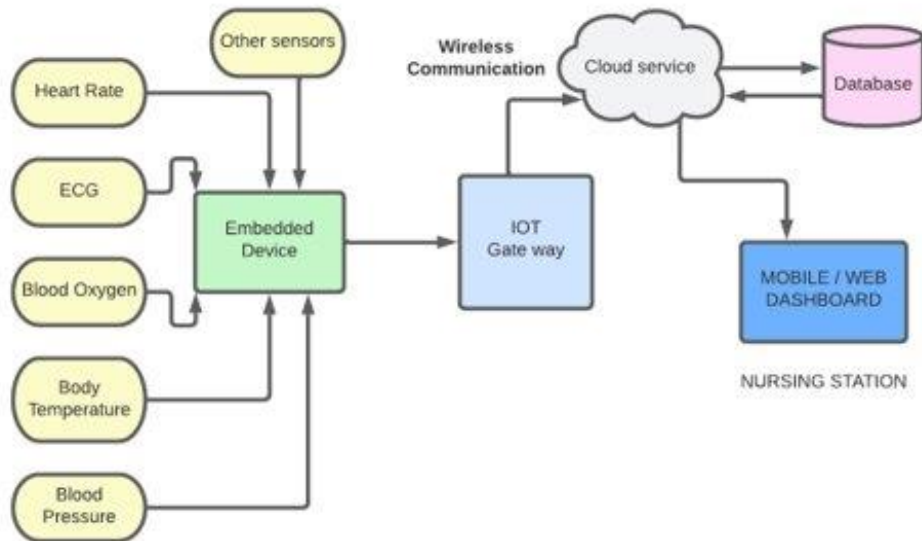 Other sensors
Wireless
Communication
Cloud service
Database
Heart Rate
ECG
Embedded
Device
IOT
Gate way
Blood Oxygen
MOBILE / WEB
DASHBOARD
Body
Temperature
NURSING STATION
Blood
Pressure